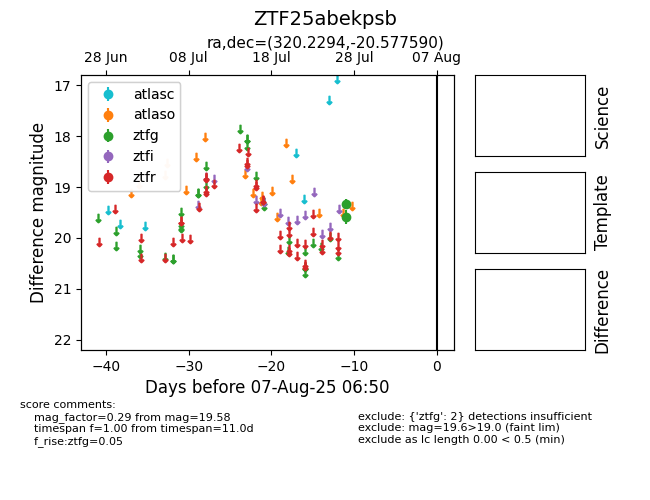 ZTF25abekpsb
ra,dec=(320.2294,-20.577590)
28 Jun 08 Jul 18 Jul 28 Jul 07 Aug
17
18
19
20
21
22
Difference magnitude
atlasc
atlaso
ztfg
ztfi
ztfr
−40 −30 −20 −10 0
Days before 07-Aug-25 06:50
Science
Template
Difference
score comments:
mag_factor=0.29 from mag=19.58
timespan f=1.00 from timespan=11.0d
f_rise:ztfg=0.05
exclude: {'ztfg': 2} detections insufficient
exclude: mag=19.6>19.0 (faint lim)
exclude as lc length 0.00 < 0.5 (min)